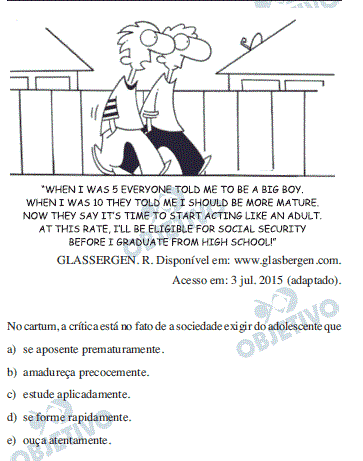 "WHEN I WAS 5 EVERYONE TOLD ME TO BE A BIG BOY.
WHEN I WAS 10 THEY TOLD ME I SHOULD BE MORE MATURE.
NOW THEY SAY IT'S TIME TO START ACTING LIKE AN ADULT.
AT THIS RATE, I'LL BE ELIGIBLE FOR SOCIAL SECURITY
BEFORE I GRADUATE FROM HIGH SCHOOL!"
GLASSERGEN. R. Disponível em: www.glasbergen.com.
Acesso em: 3 jul. 2015 (adaptado).
No cartum, a crítica está no fato de a sociedade exigir do adolescente que
a) se aposente prematuramente.
b) amadureça precocemente.
c) estude aplicadamente.
d) se forme rapidamente.
e) ouça atentamente.
OBJETIVO
OBJETIVO
OBJETIVO